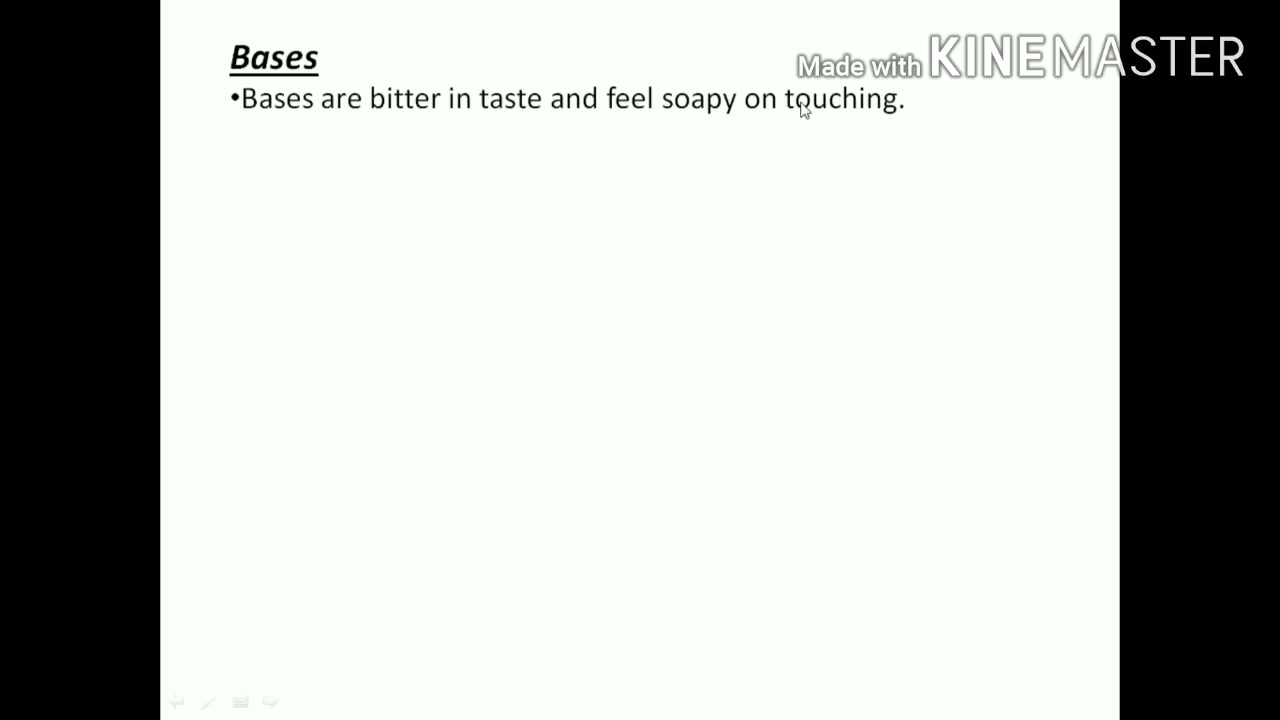 Bases
Made with KINEMASTER
•Bases are bitter in taste and feel soapy on touching.